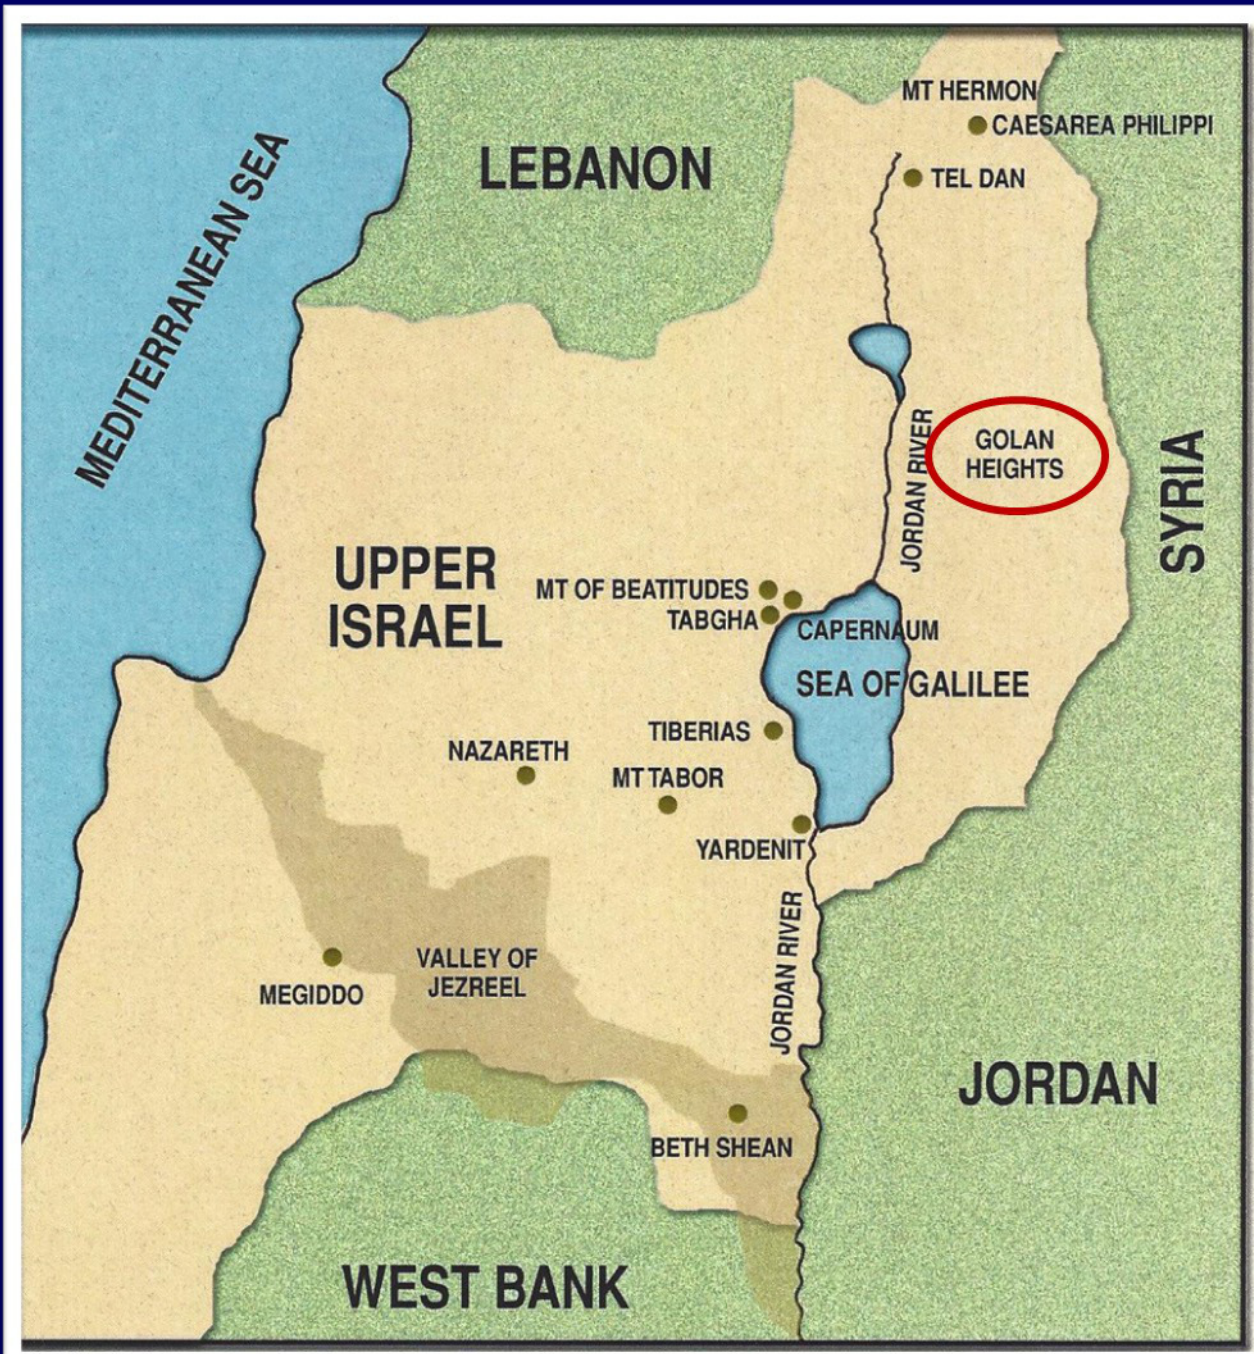 MT HERMON
CAESAREA PHILIPPI
LEBANON
TEL DAN
MEDITERRANEAN SEA
JORDAN RIVER
GOLAN
HEIGHTS
SYRIA
UPPER
ISRAEL
MT OF BEATITUDES
TABGHA
CAPERNAUM
SEA OF GALILEE
TIBERIAS
NAZARETH
MT TABOR
YARDENIT
JORDAN RIVER
VALLEY OF
JEZREEL
MEGIDDO
JORDAN
BETH SHEAN
WEST BANK